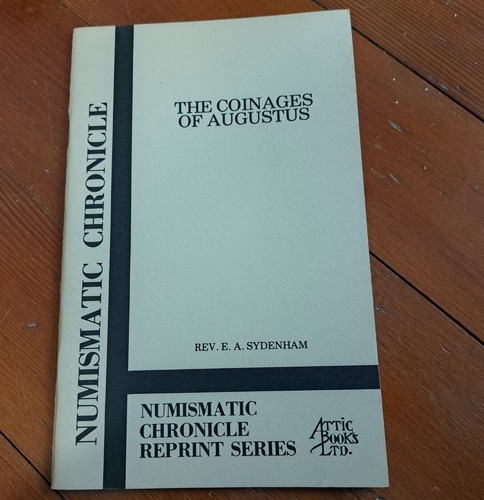 NUMISMATIC CHRONICLE
THE COINAGES
OF AUGUSTUS
REV. E. A. SYDENHAM
NUMISMATIC
CHRONICLE
REPRINT SERIES
ATTIC
BOOKS
LTD.